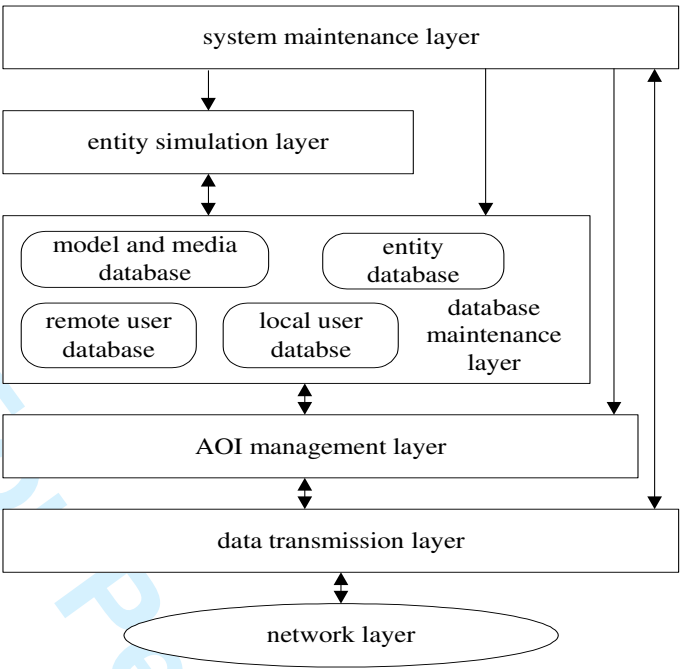 system maintenance layer
entity simulation layer
model and media
database
entity
database
remote user
database
local user
databse
database
maintenance
layer
AOI management layer
data transmission layer
network layer